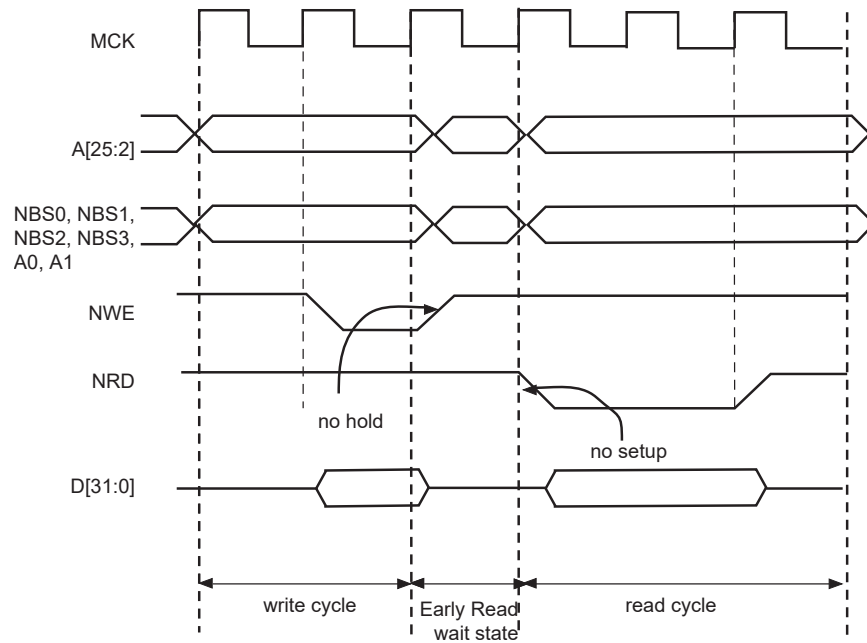 MCK
A[25:2]
NBS0, NBS1,
NBS2, NBS3,
A0, A1
NWE
NRD
no hold
no setup
D[31:0]
write cycle
Early Read
wait state
read cycle